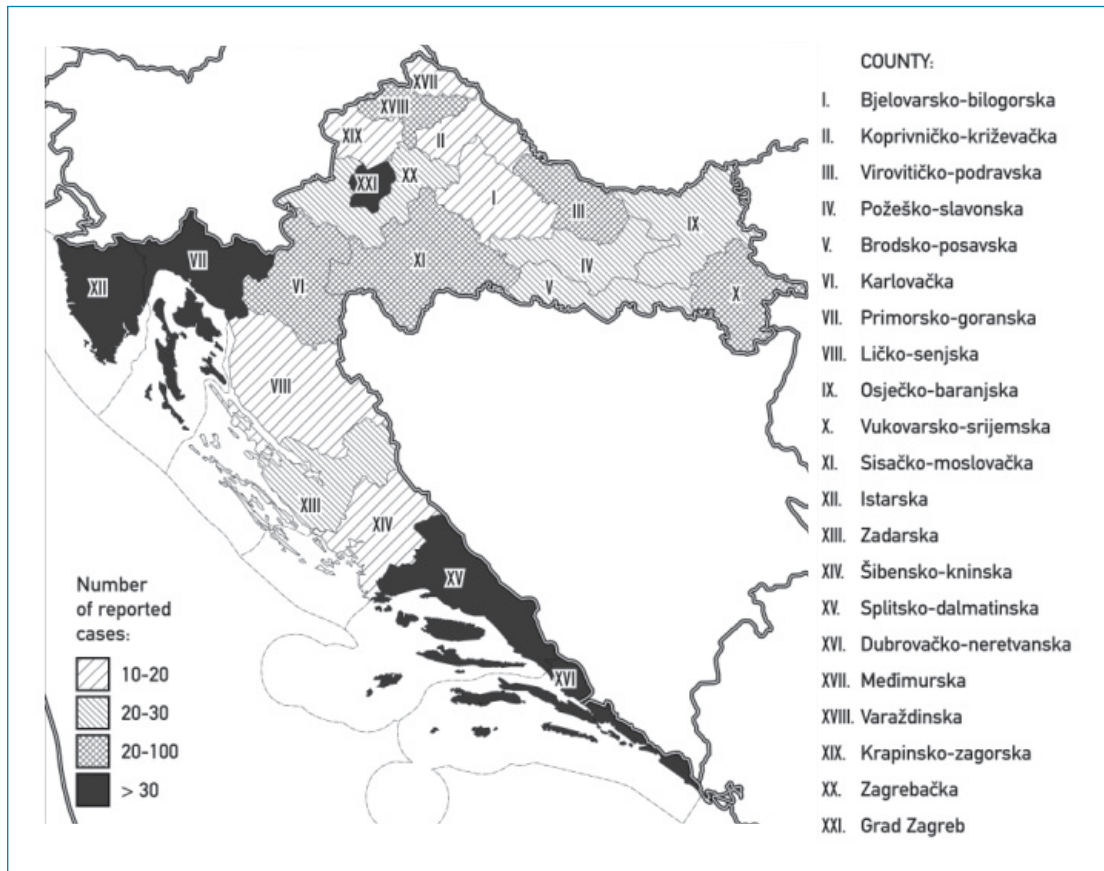 XVII
XVIII
XIX
II
XX
XXI
I
III
IX
XI
IV
VII
XII
VI
V
X
VIII
XIII
XIV
XV
XVI
Number
of reported
cases:
10-20
20-30
20-100
> 30
COUNTY:
I. Bjelovarsko-bilogorska
II. Koprivničko-križevačka
III. Virovitičko-podravska
IV. Požeško-slavonska
V. Brodsko-posavska
VI. Karlovačka
VII. Primorsko-goranska
VIII. Ličko-senjska
IX. Osječko-baranjska
X. Vukovarsko-srijemska
XI. Sisačko-moslovačka
XII. Istarska
XIII. Zadarska
XIV. Šibensko-kninska
XV. Splitsko-dalmatinska
XVI. Dubrovačko-neretvanska
XVII. Međimurska
XVIII. Varaždinska
XIX. Krapinsko-zagorska
XX. Zagrebačka
XXI. Grad Zagreb